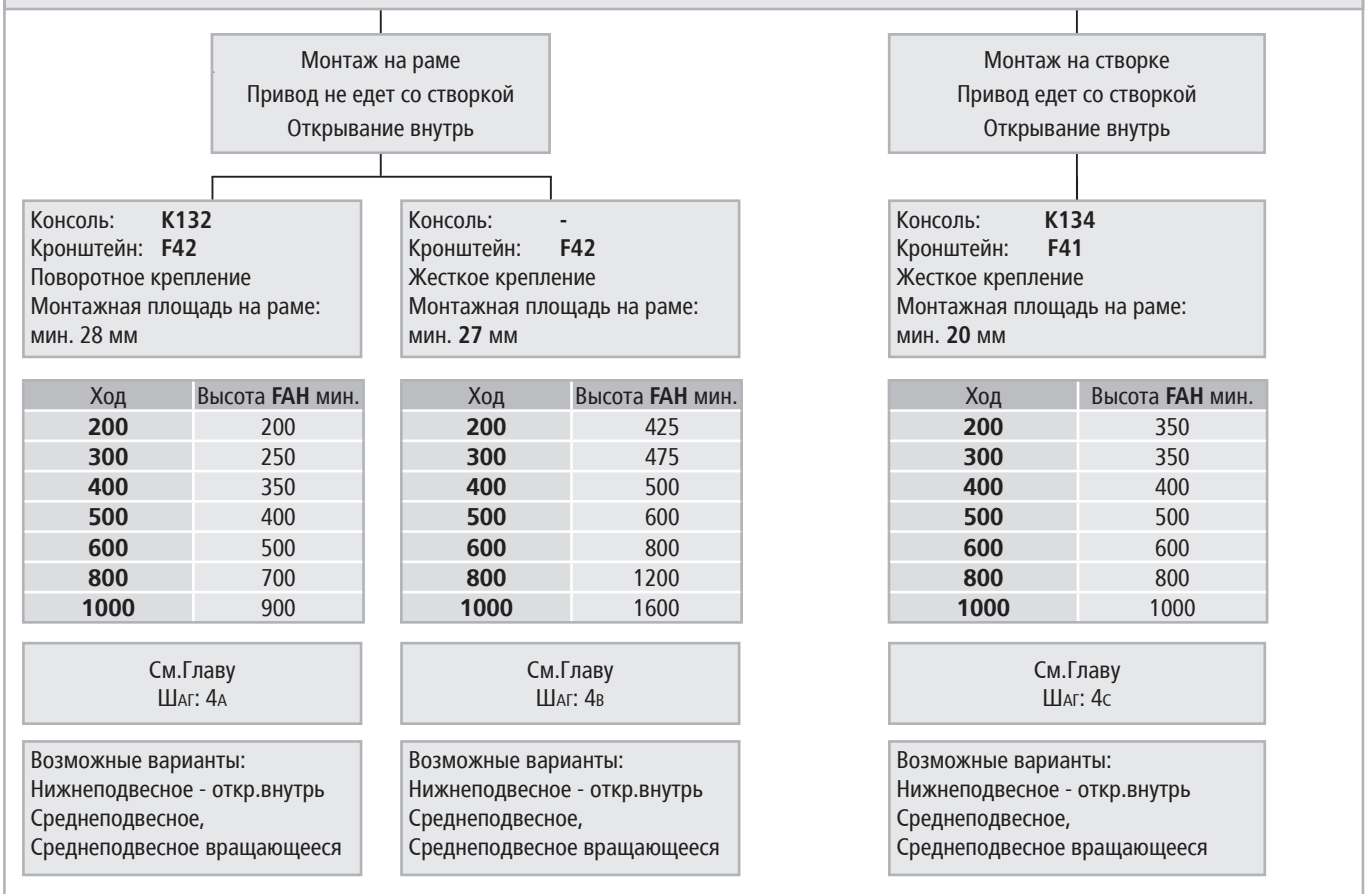 Монтаж на раме
Привод не едет со створкой
Открывание внутрь
Монтаж на створке
Привод едет со створкой
Открывание внутрь
Консоль: K132
Кронштейн: F42
Поворотное крепление
Монтажная площадь на раме:
мин. 28 мм
Консоль: -
Кронштейн: F42
Жесткое крепление
Монтажная площадь на раме:
мин. 27 мм
Консоль: K134
Кронштейн: F41
Жесткое крепление
Монтажная площадь на раме:
мин. 20 мм
Ход Высота FAH мин.
200 200
300 250
400 350
500 400
600 500
800 700
1000 900
Ход Высота FAH мин.
200 425
300 475
400 500
500 600
600 800
800 1200
1000 1600
Ход Высота FAH мин.
200 350
300 350
400 400
500 500
600 600
800 800
1000 1000
См.Главу
Шаг: 4A
См.Главу
Шаг: 4B
См.Главу
Шаг: 4C
Возможные варианты:
Нижнеподвесное - откр.внутрь
Среднеподвесное,
Среднеподвесное вращающееся
Возможные варианты:
Нижнеподвесное - откр.внутрь
Среднеподвесное,
Среднеподвесное вращающееся
Возможные варианты:
Нижнеподвесное - откр.внутрь
Среднеподвесное,
Среднеподвесное вращающееся